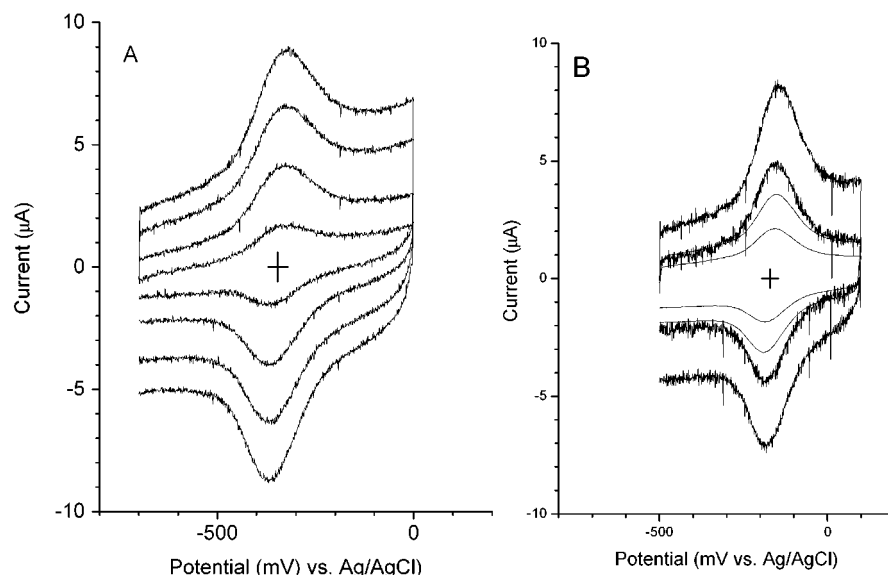 A
10
5
0
-5
-10
Current (µA)
-500
0
Potential (mV) vs. Ag/AgCl)
B
10
5
0
-5
-10
Current (µA)
-500
0
Potential (mV vs. Ag/AgCl)